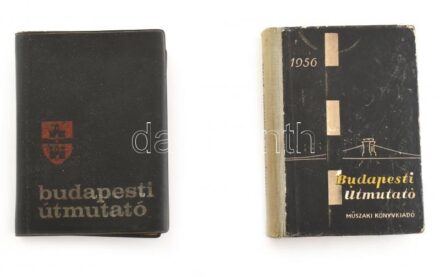 budapesti
útmutató
1956
Budapesti
Útmutató
MŰSZAKI KÖNYVKIADÓ